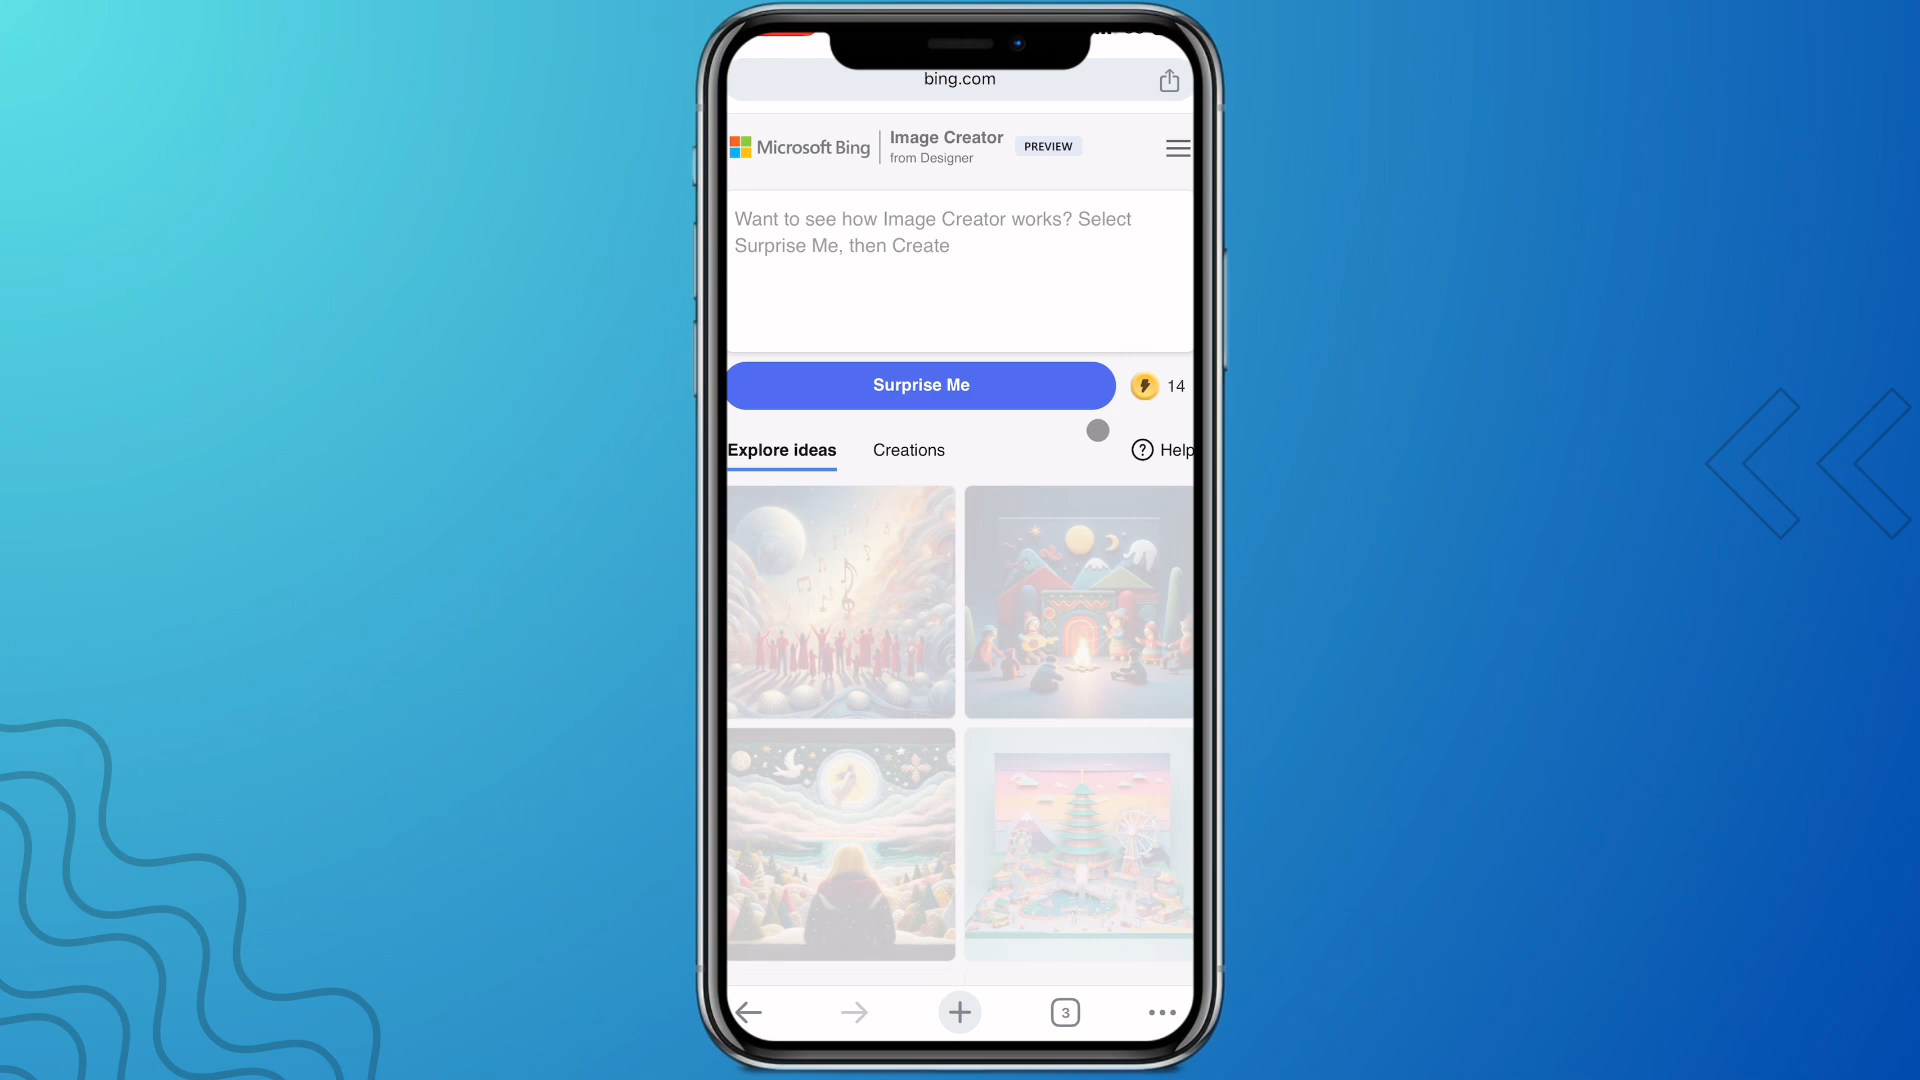 bing.com
Microsoft Bing
Image Creator
from Designer
PREVIEW
Want to see how Image Creator works? Select
Surprise Me, then Create
Surprise Me
14
Explore ideas
Creations
? Help
3